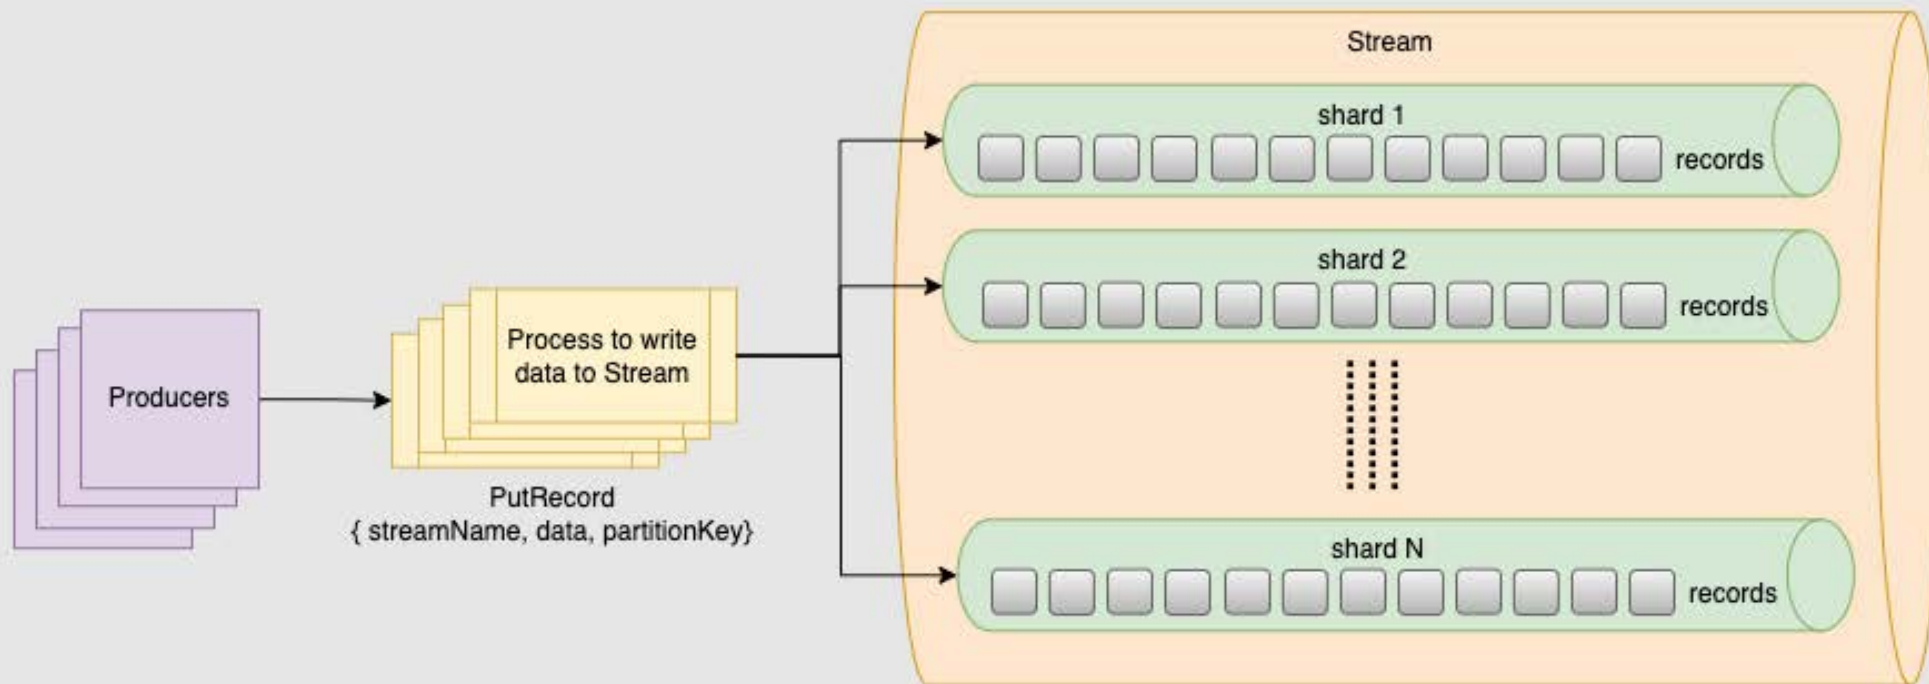 Stream
shard 1
records
shard 2
records
Process to write
data to Stream
Producers
PutRecord
{ streamName, data, partitionKey}
shard N
records